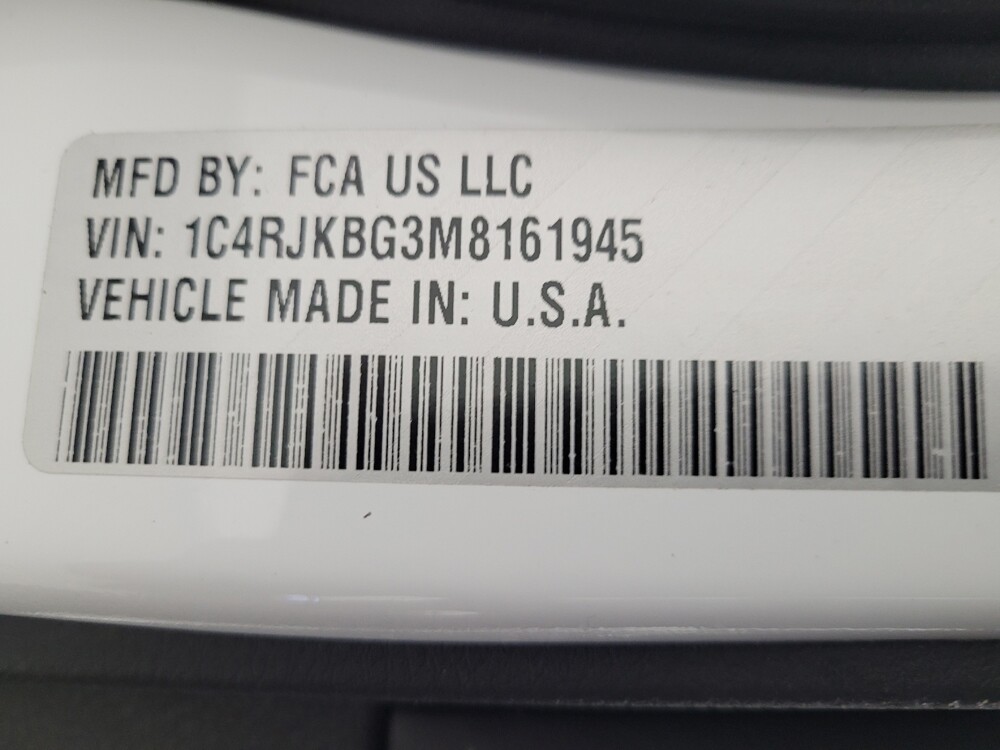 MFD BY: FCA US LLC
VIN: 1C4RJKBG3M8161945
VEHICLE MADE IN: U.S.A.